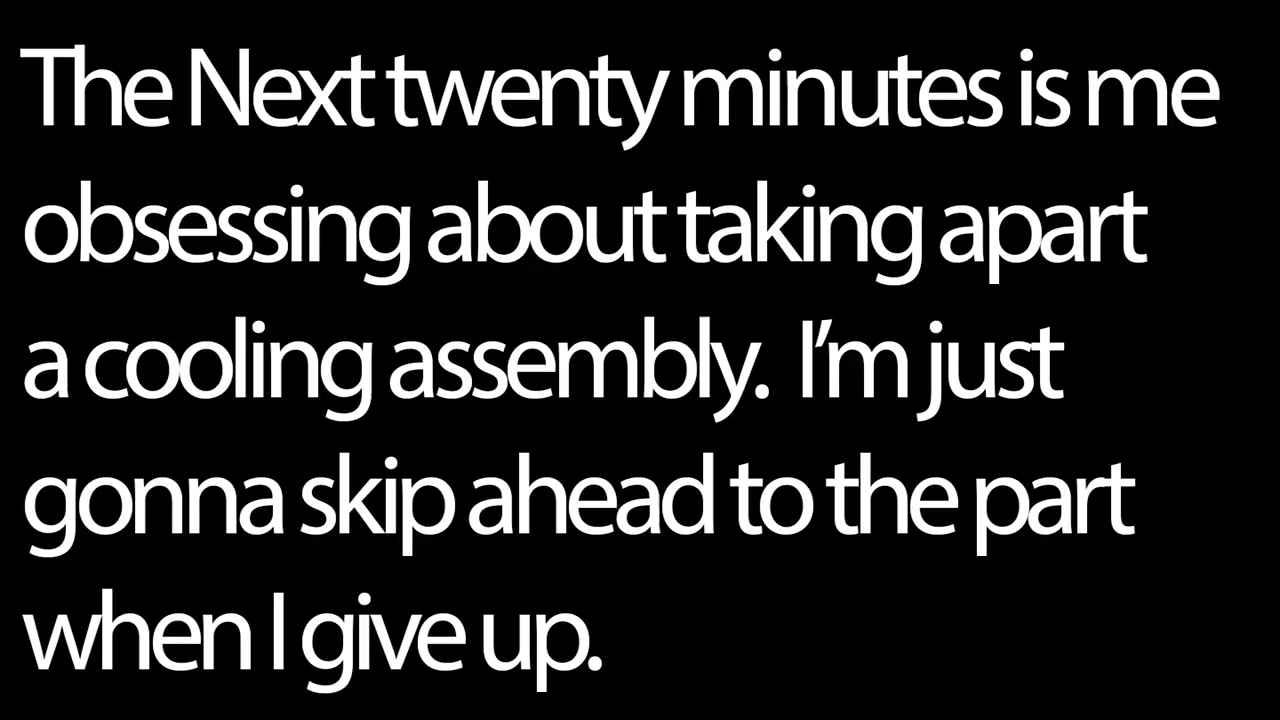 The Next twenty minutes is me
obsessing about taking apart
a cooling assembly.  I’m just
gonna skip ahead to the part
when I give up.